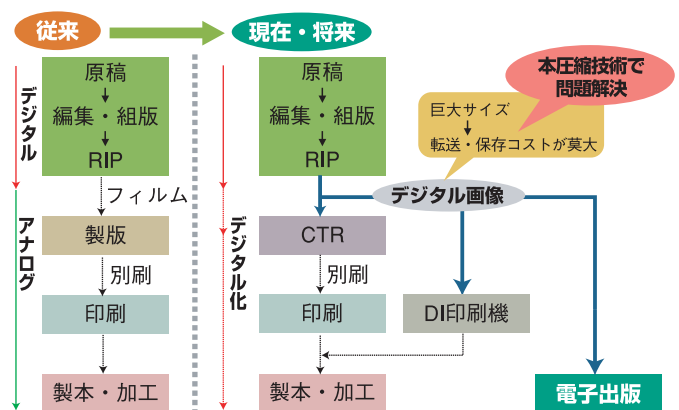 従来
現在・将来
デジタル
原稿
編集・組版
RIP
フィルム
アナログ
製版
別刷
印刷
製本・加工
原稿
編集・組版
RIP
デジタル化
CTR
別刷
印刷
製本・加工
本圧縮技術で
問題解決
巨大サイズ
転送・保存コストが莫大
デジタル画像
DI印刷機
電子出版